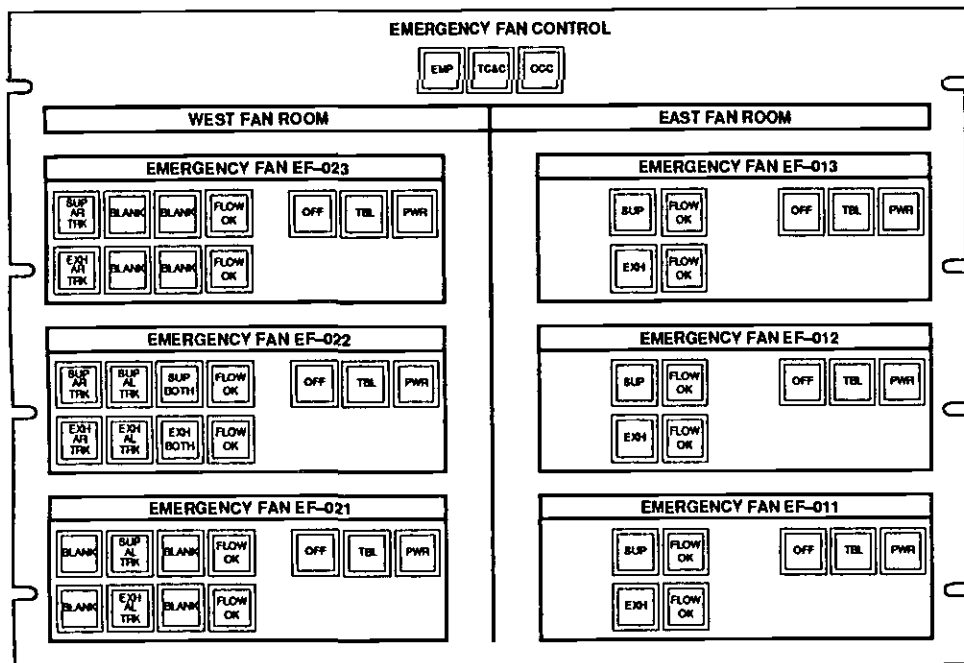 EMERGENCY FAN CONTROL
EMP TC&C OCC
WEST FAN ROOM
EAST FAN ROOM
EMERGENCY FAN EF-023
SUP AR TRK BLANK BLANK FLOW OK OFF TBL PWR
EXH AR TRK BLANK BLANK FLOW OK
EMERGENCY FAN EF-022
SUP AR TRK SUP AL TRK SUP BOTH FLOW OK OFF TBL PWR
EXH AR TRK EXH AL TRK EXH BOTH FLOW OK
EMERGENCY FAN EF-021
BLANK SUP AL TRK BLANK FLOW OK OFF TBL PWR
BLANK EXH AL TRK BLANK FLOW OK
EMERGENCY FAN EF-013
SUP FLOW OK OFF TBL PWR
EXH FLOW OK
EMERGENCY FAN EF-012
SUP FLOW OK OFF TBL PWR
EXH FLOW OK
EMERGENCY FAN EF-011
SUP FLOW OK OFF TBL PWR
EXH FLOW OK